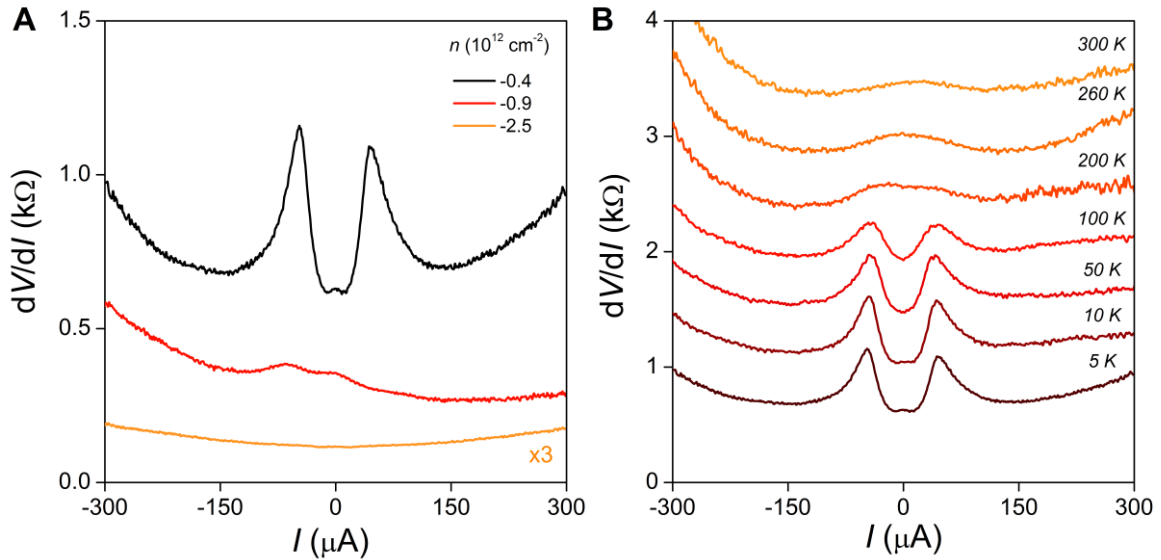 A
1.5
1.0
0.5
0.0
dV/dI (kΩ)
-300
-150
0
150
300
I (μA)
n (10¹² cm⁻²)
-0.4
-0.9
-2.5
x3
B
4
3
2
1
0
dV/dI (kΩ)
-300
-150
0
150
300
I (μA)
300 K
260 K
200 K
100 K
50 K
10 K
5 K